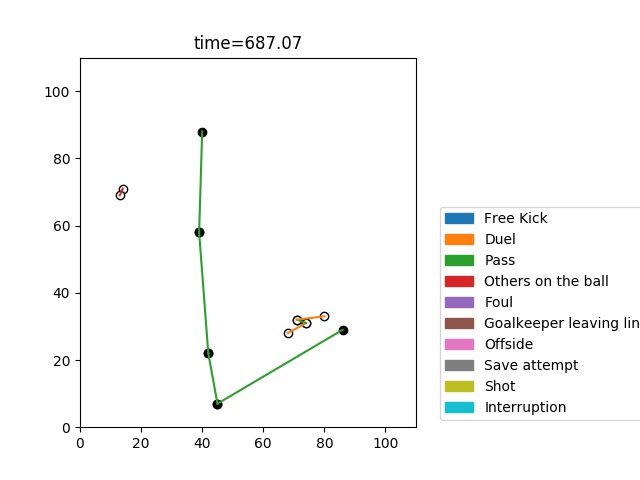 time=687.07
100
80
60
40
20
0
0 20 40 60 80 100
Free Kick
Duel
Pass
Others on the ball
Foul
Goalkeeper leaving lin
Offside
Save attempt
Shot
Interruption